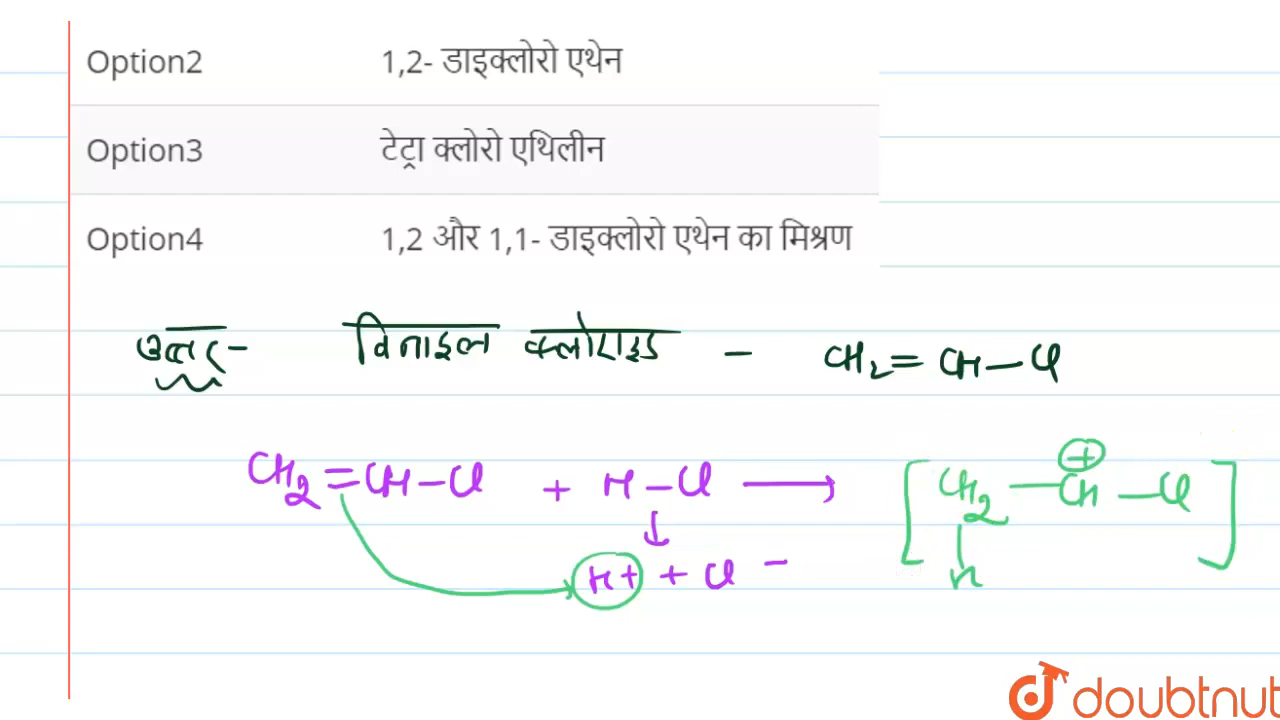 Option2 1,2- डाइक्लोरो एथेन
Option3 टेट्रा क्लोरो एथिलीन
Option4 1,2 और 1,1- डाइक्लोरो एथेन का मिश्रण
उत्तर- विनाइल क्लोराइड - CH₂=CH-Cl
CH₂=CH-Cl + H-Cl → [CH₂-CH-Cl]
+
H
H+ + Cl -
doubtnut